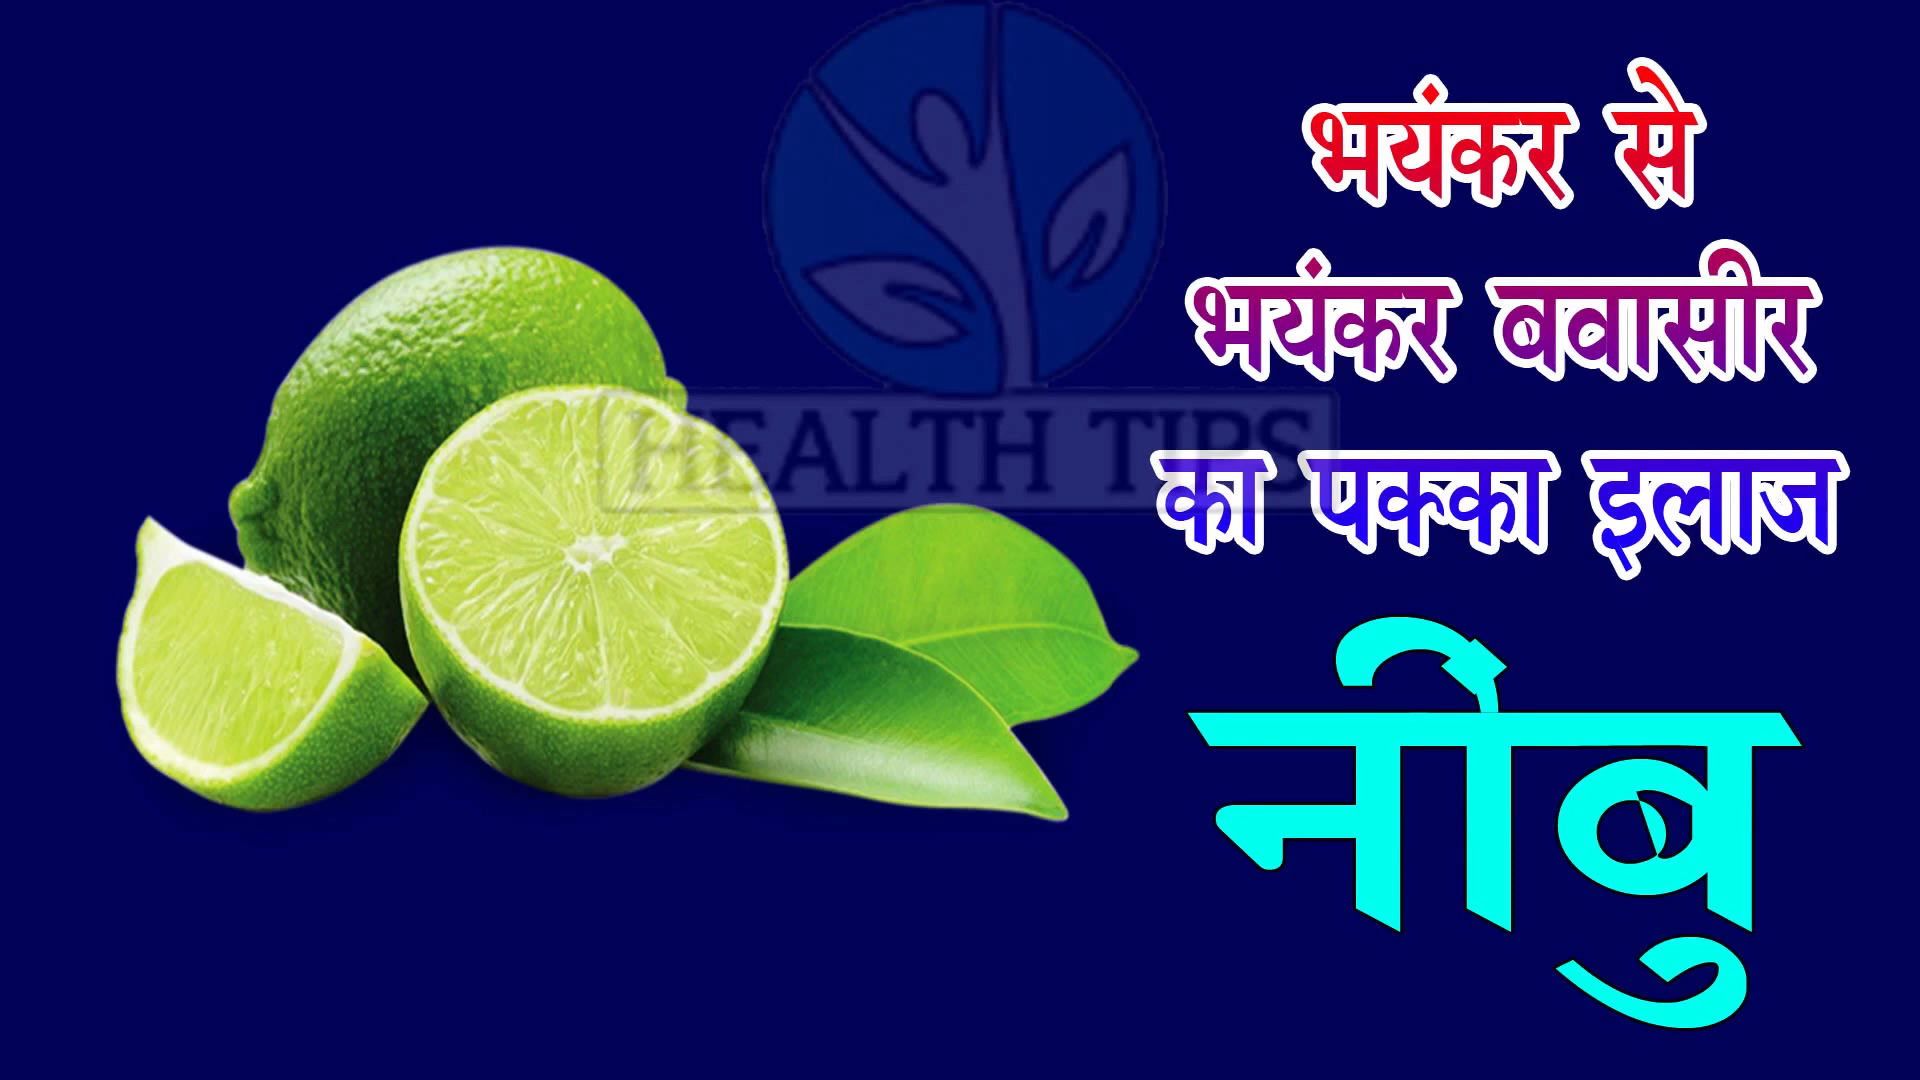 भयंकर से
भयंकर बवासीर
HEALTH TIPS
का पक्का इलाज
नीबु